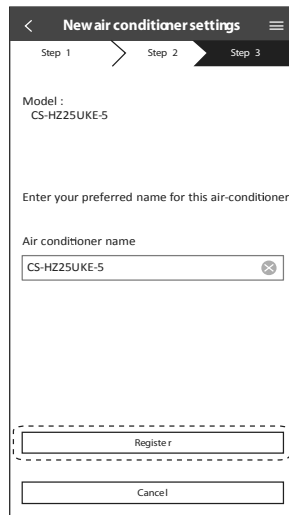 New air conditioner settings
Step 1 Step 2 Step 3
Model :
CS-HZ25UKE-5
Enter your preferred name for this air-conditioner
Air conditioner name
CS-HZ25UKE-5
Register
Cancel